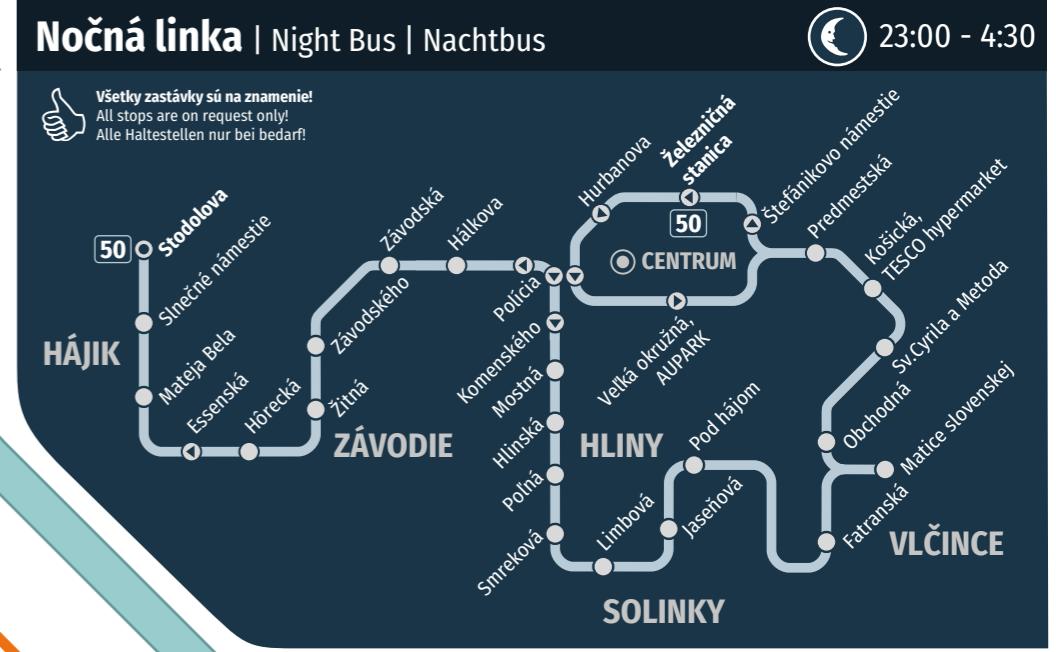 Nočná linka | Night Bus | Nachtbus
23:00 - 4:30
Všetky zastávky sú na znamenie!
All stops are on request only!
Alle Haltestellen nur bei bedarf!
50
Stodolova
Slnečné námestie
HÁJIK
Mateja Bela
Essenská
Hôrecká
Žitná
ZÁVODIE
Závodského
Závodská
Hálkova
Polícia
Komenského
Mostná
Hlinská
Poľná
Smreková
HLINY
Limbová
SOLINKY
Jaseňová
Pod hájom
Hurbanova
Železničná
stanica
50
CENTRUM
Veľká okružná,
AUPARK
Štefánikovo námestie
Predmestská
Košická,
TESCO hypermarket
Sv.Cyrila a Metoda
Obchodná
Matice slovenskej
Fatranská
VLČINCE